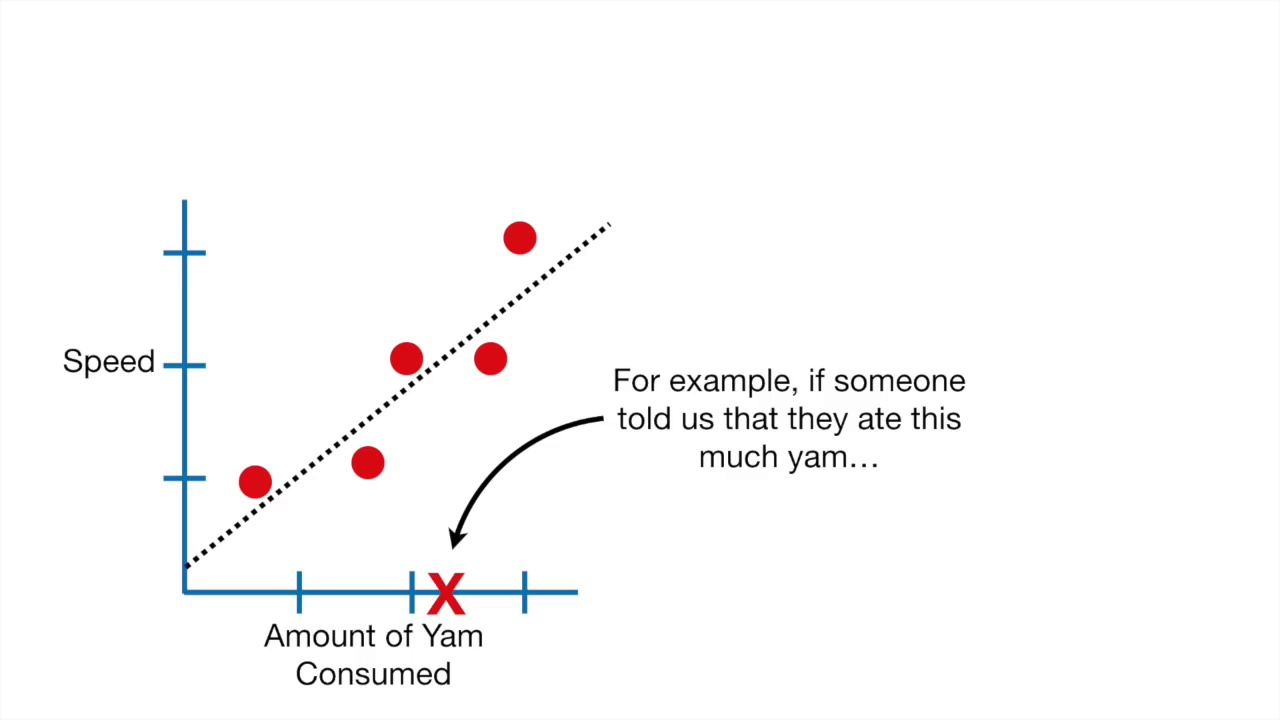 Speed
For example, if someone
told us that they ate this
much yam…
X
Amount of Yam
Consumed